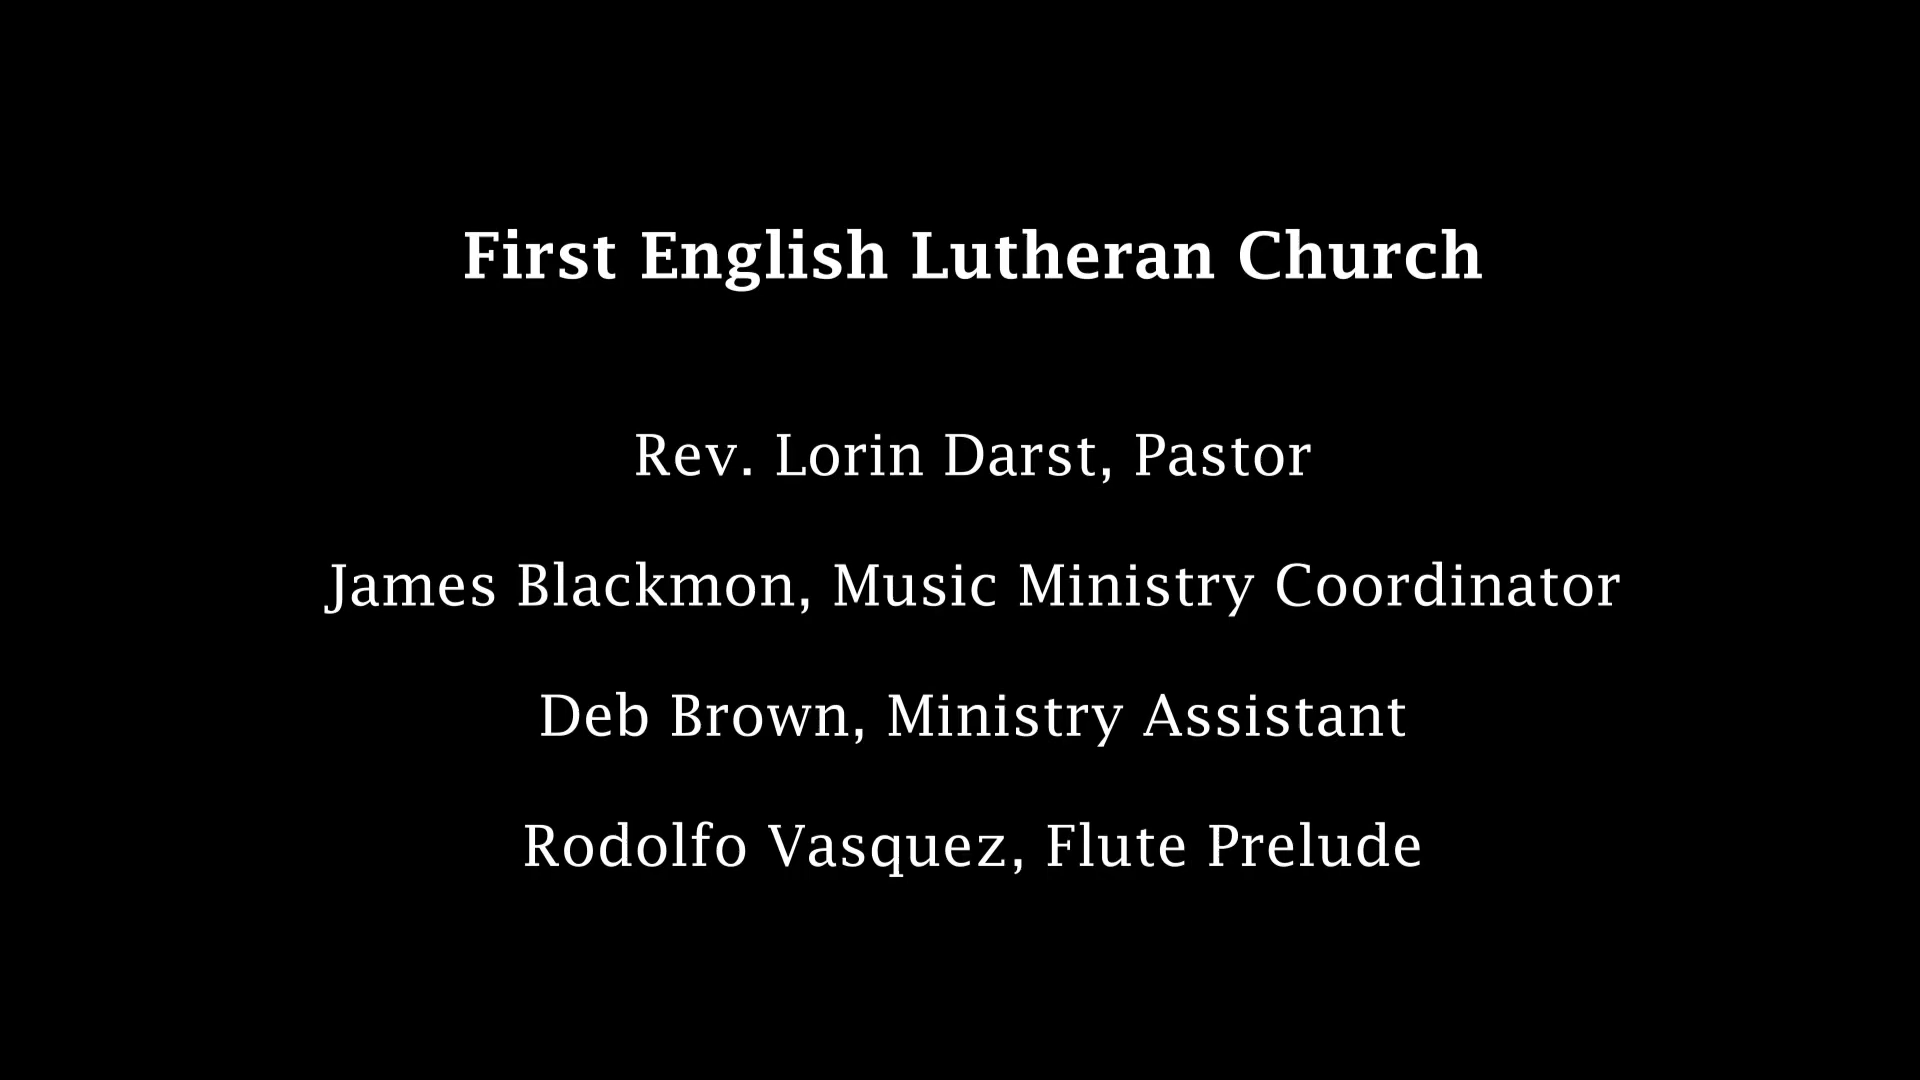 First English Lutheran Church
Rev. Lorin Darst, Pastor
James Blackmon, Music Ministry Coordinator
Deb Brown, Ministry Assistant
Rodolfo Vasquez, Flute Prelude